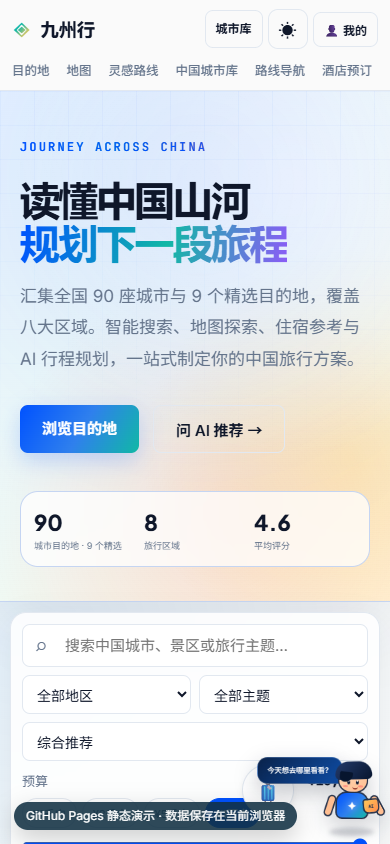 九州行
城市库
我的
目的地 地图 灵感路线 中国城市库 路线导航 酒店预订
JOURNEY ACROSS CHINA
读懂中国山河
规划下一段旅程
汇集全国 90 座城市与 9 个精选目的地，覆盖
八大区域。智能搜索、地图探索、住宿参考与
AI 行程规划，一站式制定你的中国旅行方案。
浏览目的地
问 AI 推荐 →
90 8 4.6
城市目的地 · 9 个精选 旅行区域 平均评分
搜索中国城市、景区或旅行主题...
全部地区 全部主题
综合推荐
今天想去哪里看看?
预算
GitHub Pages 静态演示 · 数据保存在当前浏览器